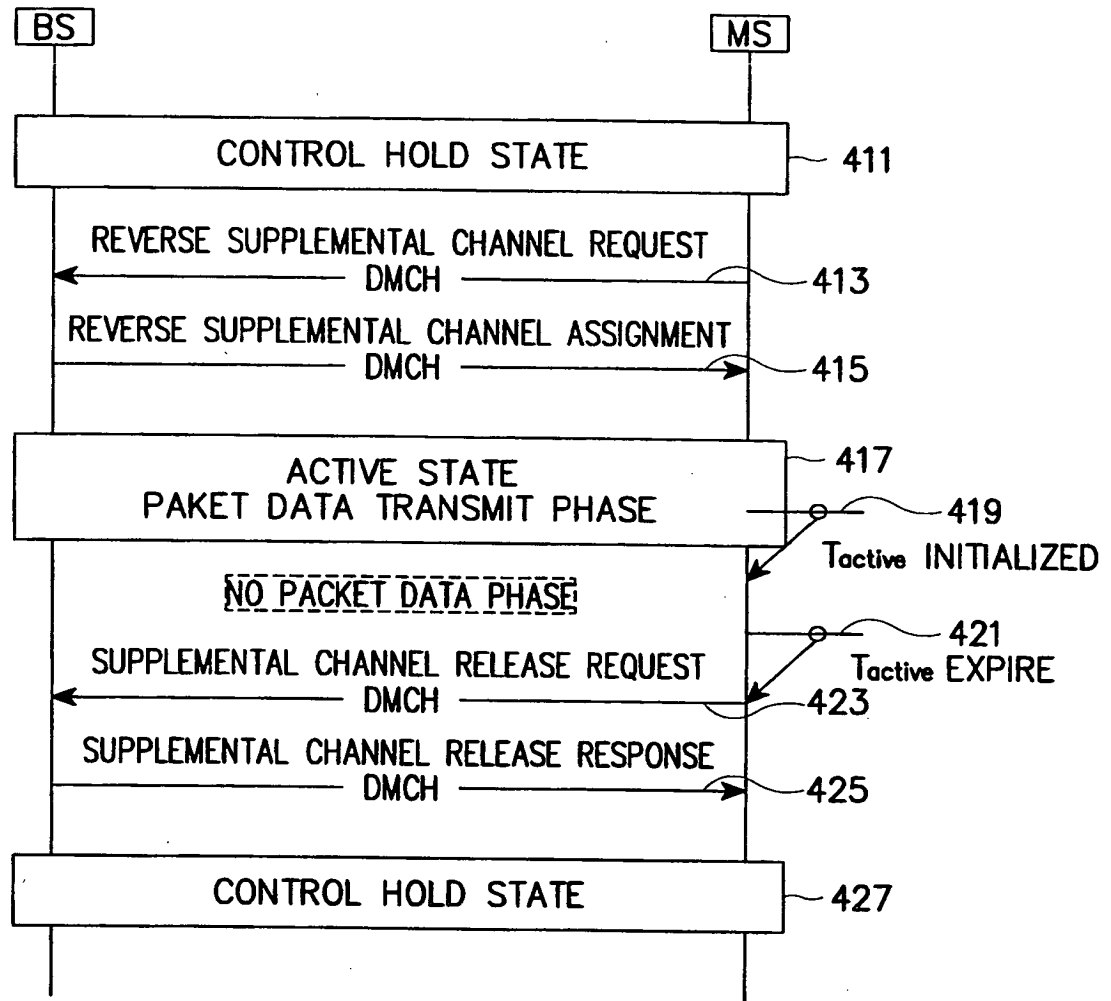 BS
MS
CONTROL HOLD STATE
411
REVERSE SUPPLEMENTAL CHANNEL REQUEST
DMCH
413
REVERSE SUPPLEMENTAL CHANNEL ASSIGNMENT
DMCH
415
ACTIVE STATE
PAKET DATA TRANSMIT PHASE
417
419
Tactive INITIALIZED
NO PACKET DATA PHASE
421
Tactive EXPIRE
SUPPLEMENTAL CHANNEL RELEASE REQUEST
DMCH
423
SUPPLEMENTAL CHANNEL RELEASE RESPONSE
DMCH
425
CONTROL HOLD STATE
427